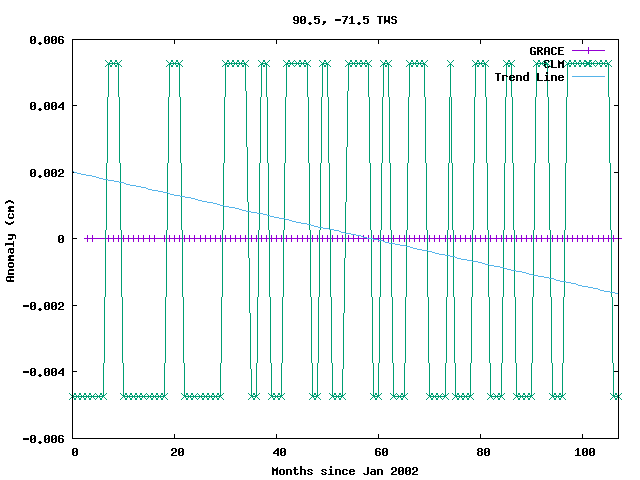 90.5, -71.5 TWS
GRACE
CLM
Trend Line
0.006
0.004
0.002
0
-0.002
-0.004
-0.006
Anomaly (cm)
0 20 40 60 80 100
Months since Jan 2002